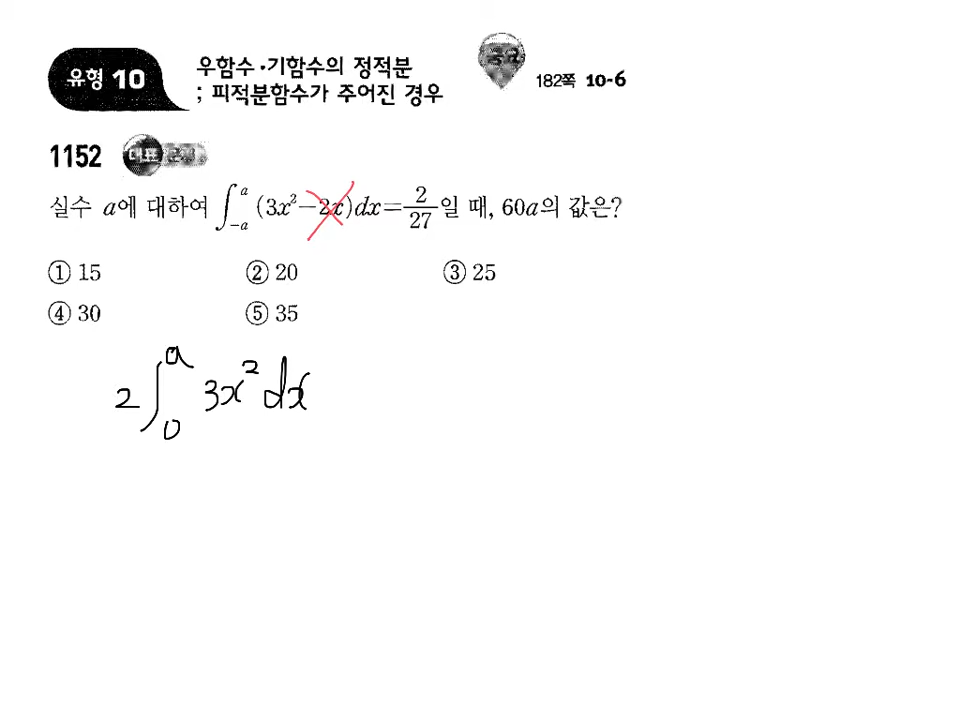 유형 10
우함수·기함수의 정적분
; 피적분함수가 주어진 경우
182쪽 10-6
1152 대표
실수 a에 대하여 ∫_{-a}^{a} (3x²-2x)dx = 2/27 일 때, 60a의 값은?
① 15 ② 20 ③ 25
④ 30 ⑤ 35
2∫_{0}^{a} 3x² dx